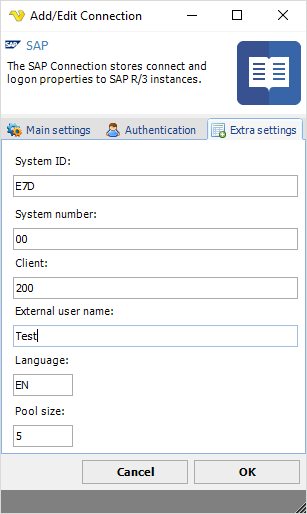 Add/Edit Connection
SAP SAP
The SAP Connection stores connect and
logon properties to SAP R/3 instances.
Main settings Authentication Extra settings
System ID:
E7D
System number:
00
Client:
200
External user name:
Test
Language:
EN
Pool size:
5
Cancel OK